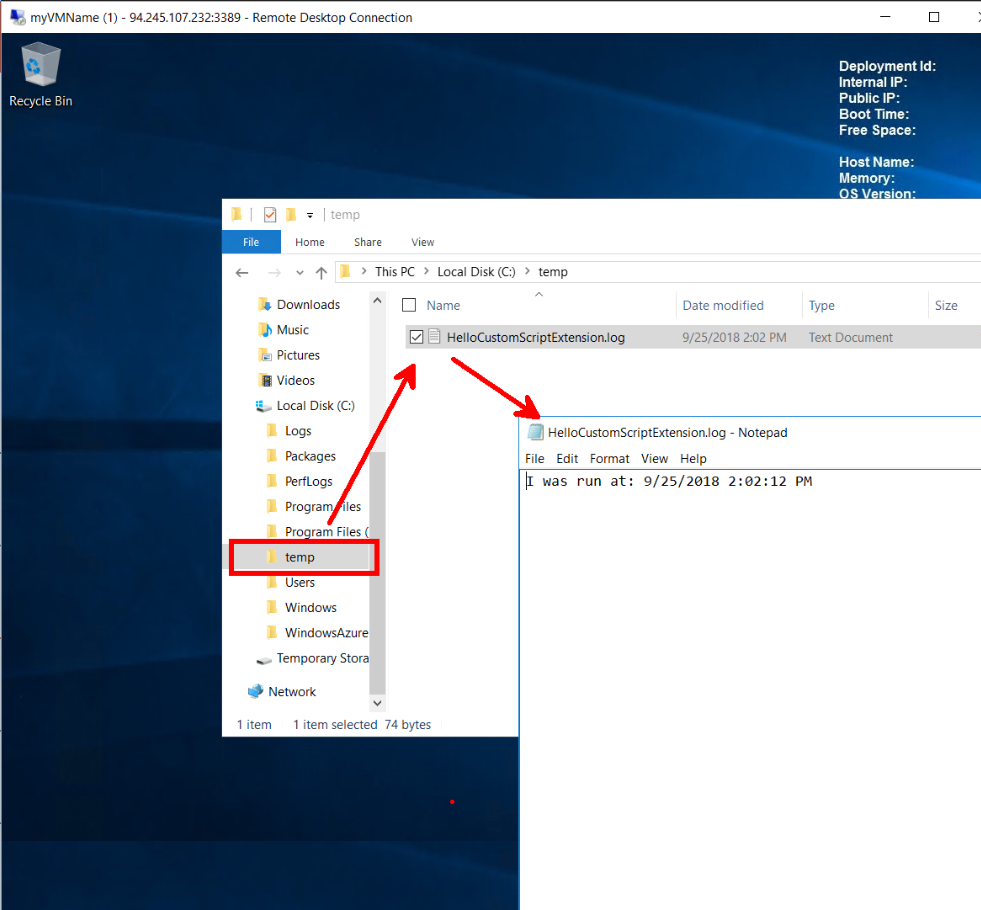 myVMName (1) - 94.245.107.232:3389 - Remote Desktop Connection
Recycle Bin
Deployment Id:
Internal IP:
Public IP:
Boot Time:
Free Space:
Host Name:
Memory:
OS Version:
temp
File Home Share View
This PC > Local Disk (C:) > temp
Name Date modified Type Size
HelloCustomScriptExtension.log 9/25/2018 2:02 PM Text Document
Downloads
Music
Pictures
Videos
Local Disk (C:)
Logs
Packages
PerfLogs
Program Files
Program Files (
temp
Users
Windows
WindowsAzure
Temporary Stora
Network
1 item 1 item selected 74 bytes
HelloCustomScriptExtension.log - Notepad
File Edit Format View Help
I was run at: 9/25/2018 2:02:12 PM